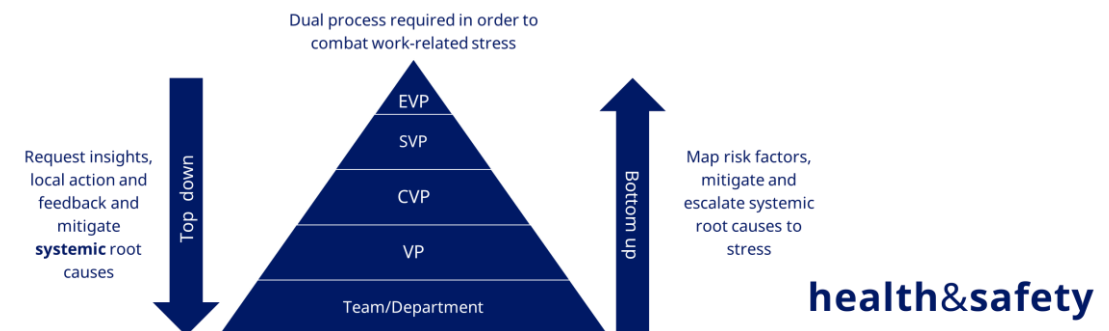 Dual process required in order to
combat work-related stress
EVP
SVP
CVP
VP
Team/Department
Top down
Request insights,
local action and
feedback and
mitigate
systemic root
causes
Bottom up
Map risk factors,
mitigate and
escalate systemic
root causes to
stress
health&safety